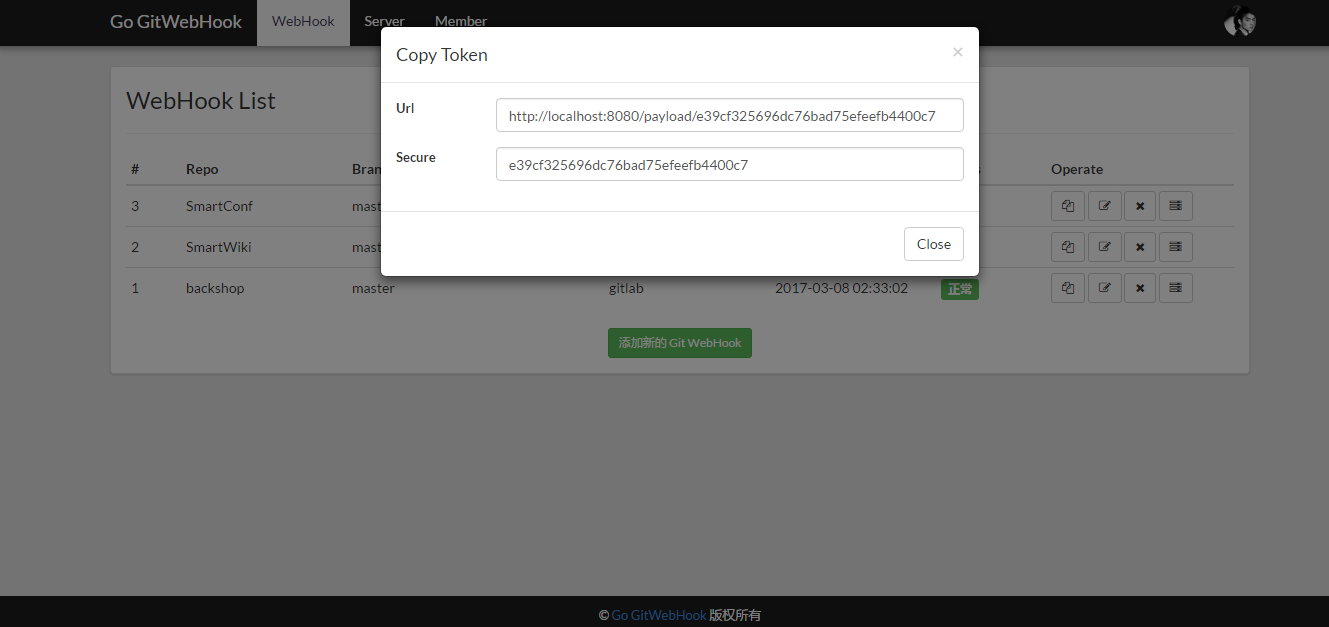 Go GitWebHook WebHook Server Member
Copy Token ×
WebHook List
Url http://localhost:8080/payload/e39cf325696dc76bad75efeefb4400c7
Secure e39cf325696dc76bad75efeefb4400c7
# Repo Bran Operate
3 SmartConf mast
2 SmartWiki mast
Close
1 backshop master gitlab 2017-03-08 02:33:02 正常
添加新的 Git WebHook
© Go GitWebHook 版权所有